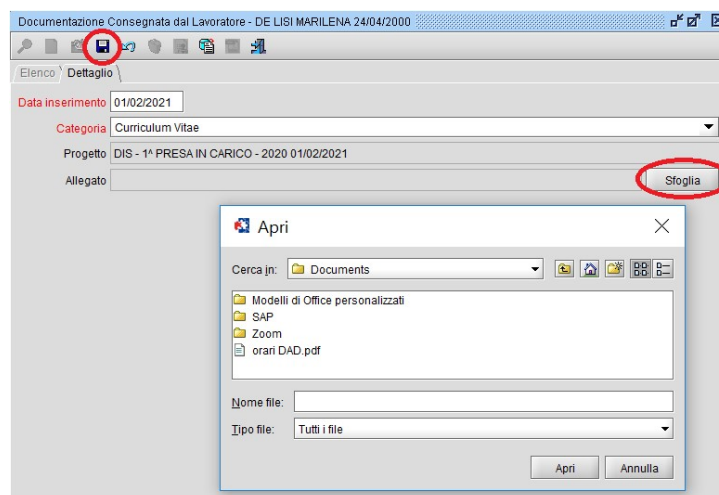 Documentazione Consegnata dal Lavoratore - DE LISI MARILENA 24/04/2000
Elenco Dettaglio
Data inserimento 01/02/2021
Categoria Curriculum Vitae
Progetto DIS - 1^ PRESA IN CARICO - 2020 01/02/2021
Allegato Sfoglia
Apri
Cerca in: Documents
Modelli di Office personalizzati
SAP
Zoom
orari DAD.pdf
Nome file:
Tipo file: Tutti i file
Apri Annulla